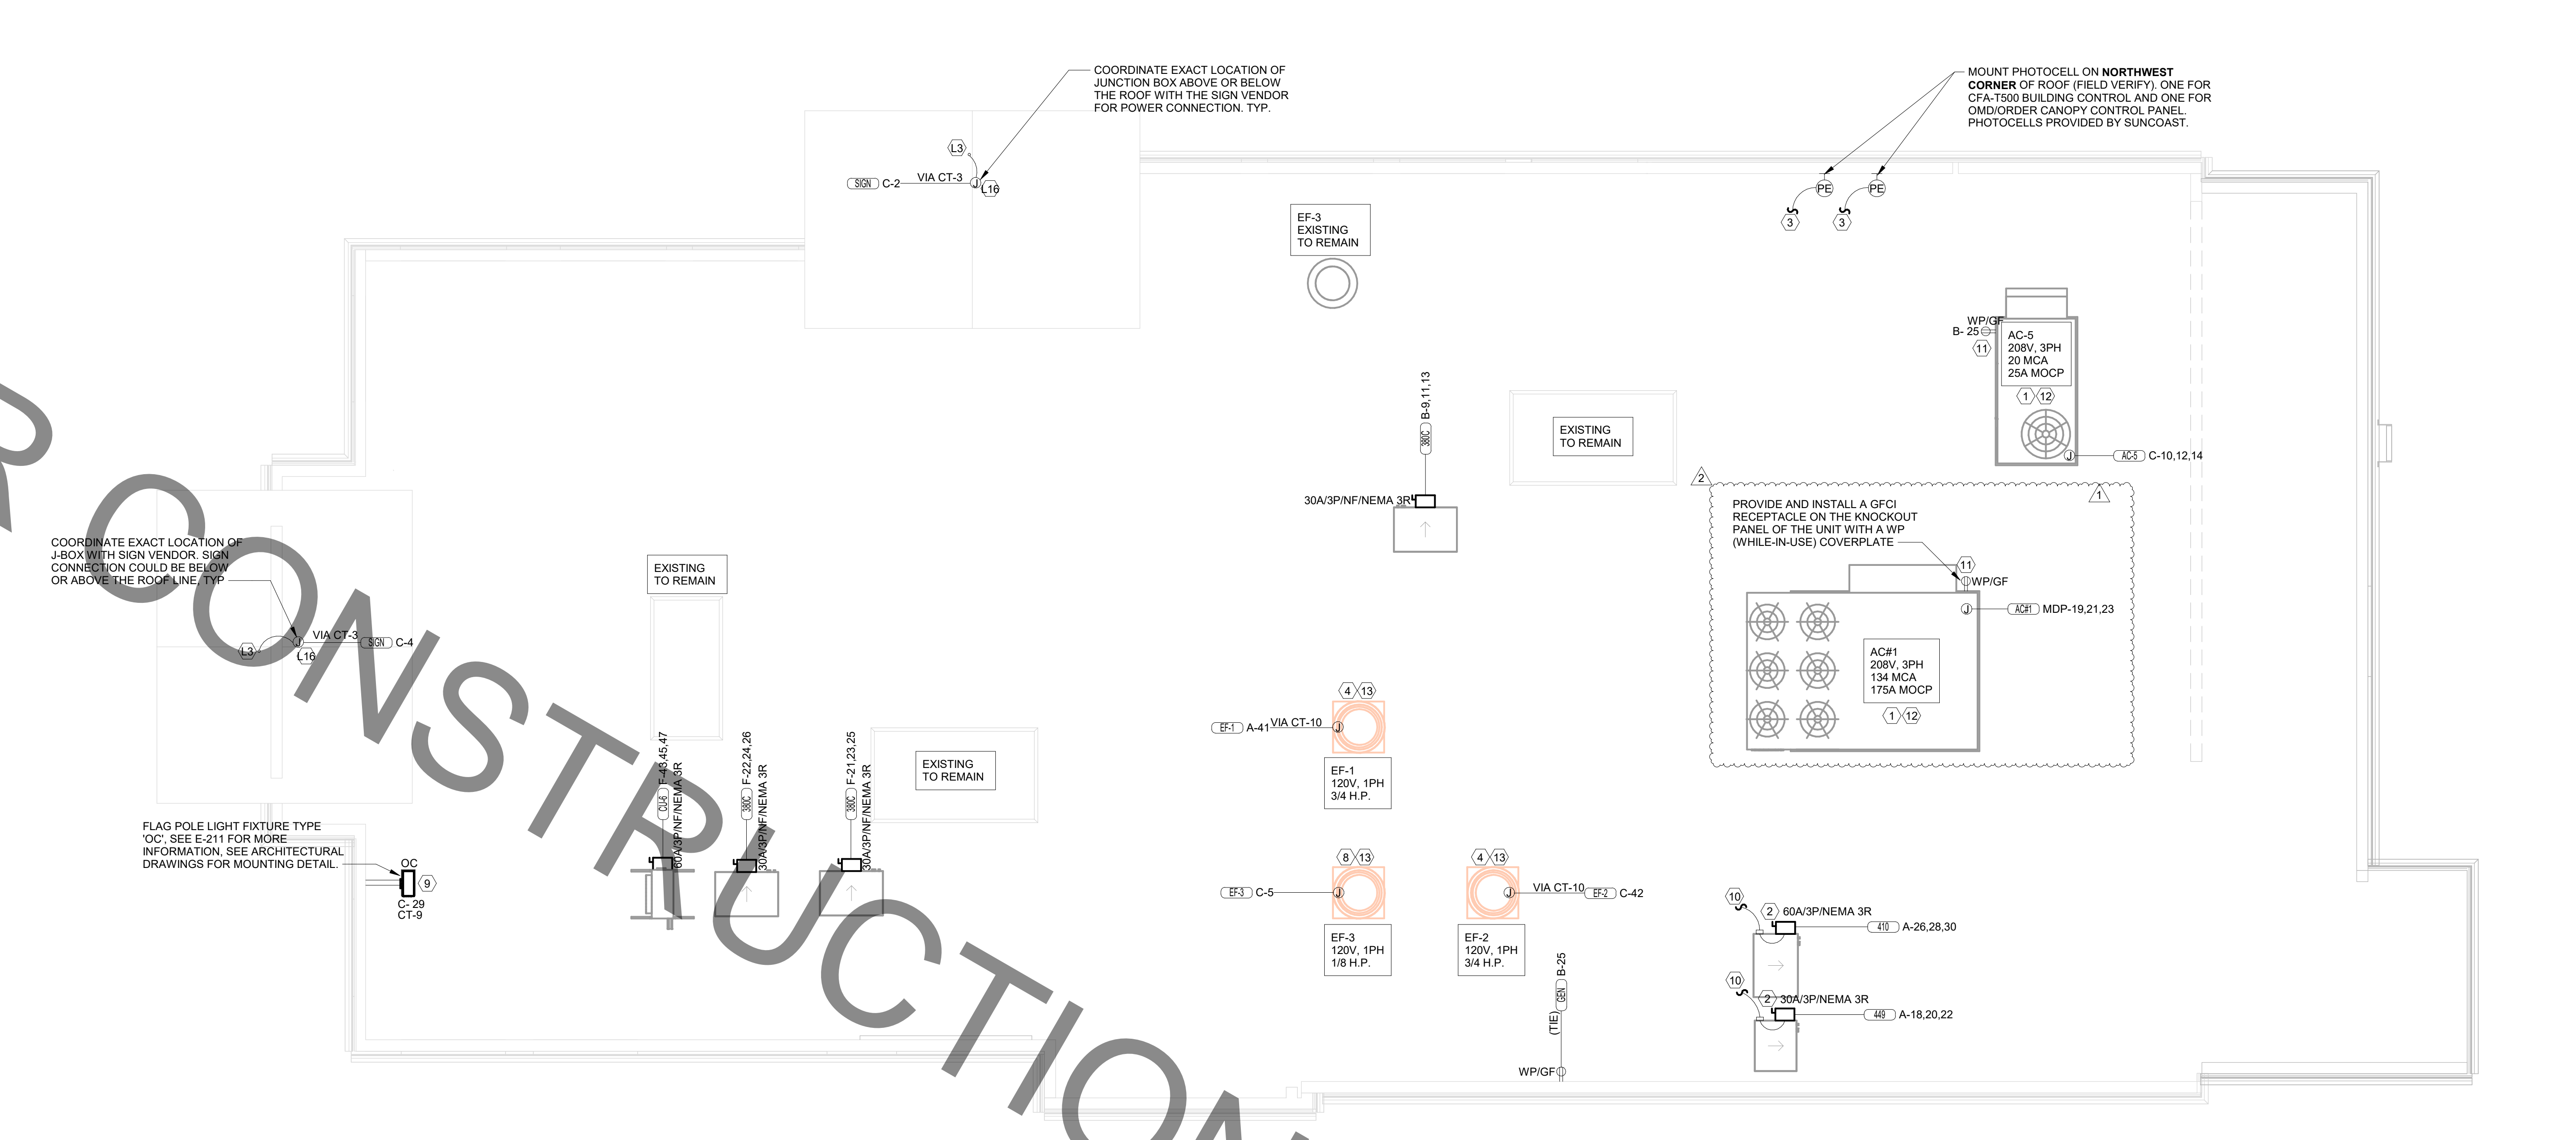 COORDINATE EXACT LOCATION OF
JUNCTION BOX ABOVE OR BELOW
THE ROOF WITH THE SIGN VENDOR
FOR POWER CONNECTION. TYP.
MOUNT PHOTOCELL ON NORTHWEST
CORNER OF ROOF (FIELD VERIFY). ONE FOR
CFA-T500 BUILDING CONTROL AND ONE FOR
OMD/ORDER CANOPY CONTROL PANEL.
PHOTOCELLS PROVIDED BY SUNCOAST.
L3
SIGN C-2 VIA CT-3 J L16
PE PE
3 3
EF-3
EXISTING
TO REMAIN
WP/GF
B- 25
11
AC-5
208V, 3PH
20 MCA
25A MOCP
1 12
J AC-5 C-10,12,14
380C B-9,11,13
30A/3P/NF/NEMA 3R
EXISTING
TO REMAIN
2
1
PROVIDE AND INSTALL A GFCI
RECEPTACLE ON THE KNOCKOUT
PANEL OF THE UNIT WITH A WP
(WHILE-IN-USE) COVERPLATE
11
WP/GF
J AC#1 MDP-19,21,23
AC#1
208V, 3PH
134 MCA
175A MOCP
1 12
COORDINATE EXACT LOCATION OF
J-BOX WITH SIGN VENDOR. SIGN
CONNECTION COULD BE BELOW
OR ABOVE THE ROOF LINE, TYP
L3 J VIA CT-3 SIGN C-4
L16
EXISTING
TO REMAIN
EXISTING
TO REMAIN
CU-6 F-43,45,47
60A/3P/NF/NEMA 3R
380C F-22,24,26
30A/3P/NF/NEMA 3R
380C F-21,23,25
30A/3P/NF/NEMA 3R
4 13
EF-1 A-41 VIA CT-10 J
EF-1
120V, 1PH
3/4 H.P.
FLAG POLE LIGHT FIXTURE TYPE
'OC', SEE E-211 FOR MORE
INFORMATION, SEE ARCHITECTURAL
DRAWINGS FOR MOUNTING DETAIL.
OC
9
C- 29
CT-9
8 13
EF-3 C-5 J
EF-3
120V, 1PH
1/8 H.P.
4 13
J VIA CT-10 EF-2 C-42
EF-2
120V, 1PH
3/4 H.P.
(TIE) GEN B-25
WP/GF
10
2 60A/3P/NEMA 3R
410 A-26,28,30
10
2 30A/3P/NEMA 3R
449 A-18,20,22
R CONSTRUCTION